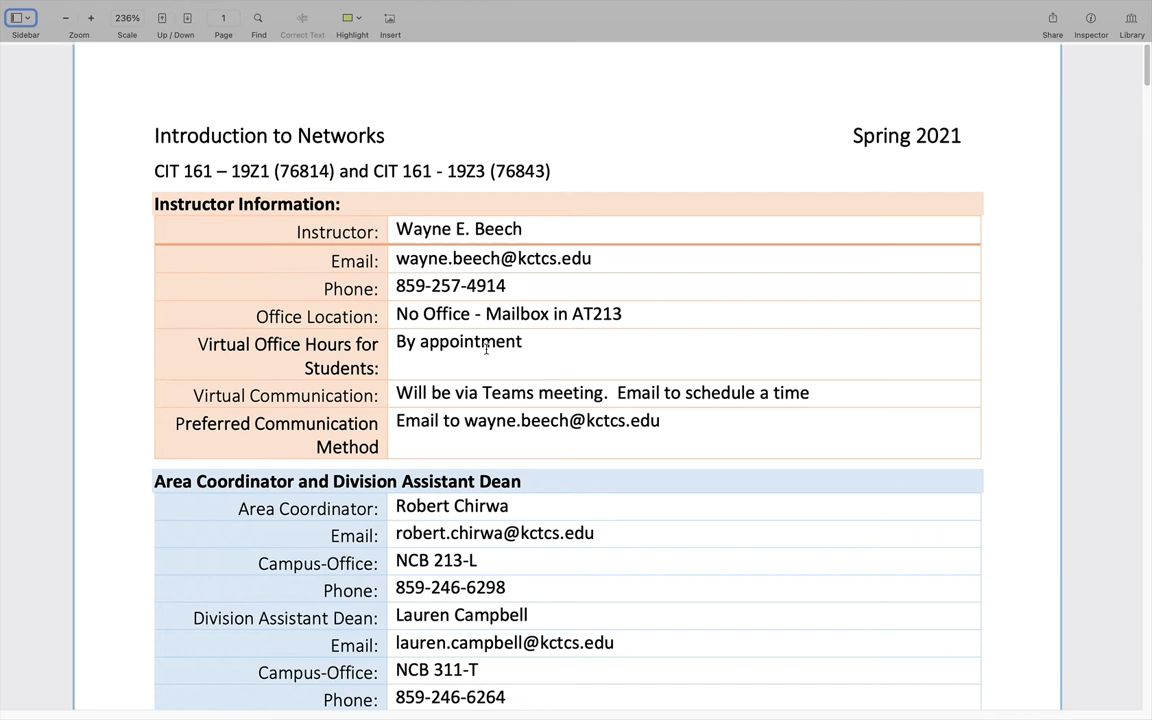 236% 1
Sidebar Zoom Scale Up / Down Page Find Correct Text Highlight Insert Share Inspector Library
Introduction to Networks Spring 2021
CIT 161 – 19Z1 (76814) and CIT 161 - 19Z3 (76843)
Instructor Information:
Instructor: Wayne E. Beech
Email: wayne.beech@kctcs.edu
Phone: 859-257-4914
Office Location: No Office - Mailbox in AT213
Virtual Office Hours for By appointment
Students:
Virtual Communication: Will be via Teams meeting. Email to schedule a time
Preferred Communication Email to wayne.beech@kctcs.edu
Method
Area Coordinator and Division Assistant Dean
Area Coordinator: Robert Chirwa
Email: robert.chirwa@kctcs.edu
Campus-Office: NCB 213-L
Phone: 859-246-6298
Division Assistant Dean: Lauren Campbell
Email: lauren.campbell@kctcs.edu
Campus-Office: NCB 311-T
Phone: 859-246-6264